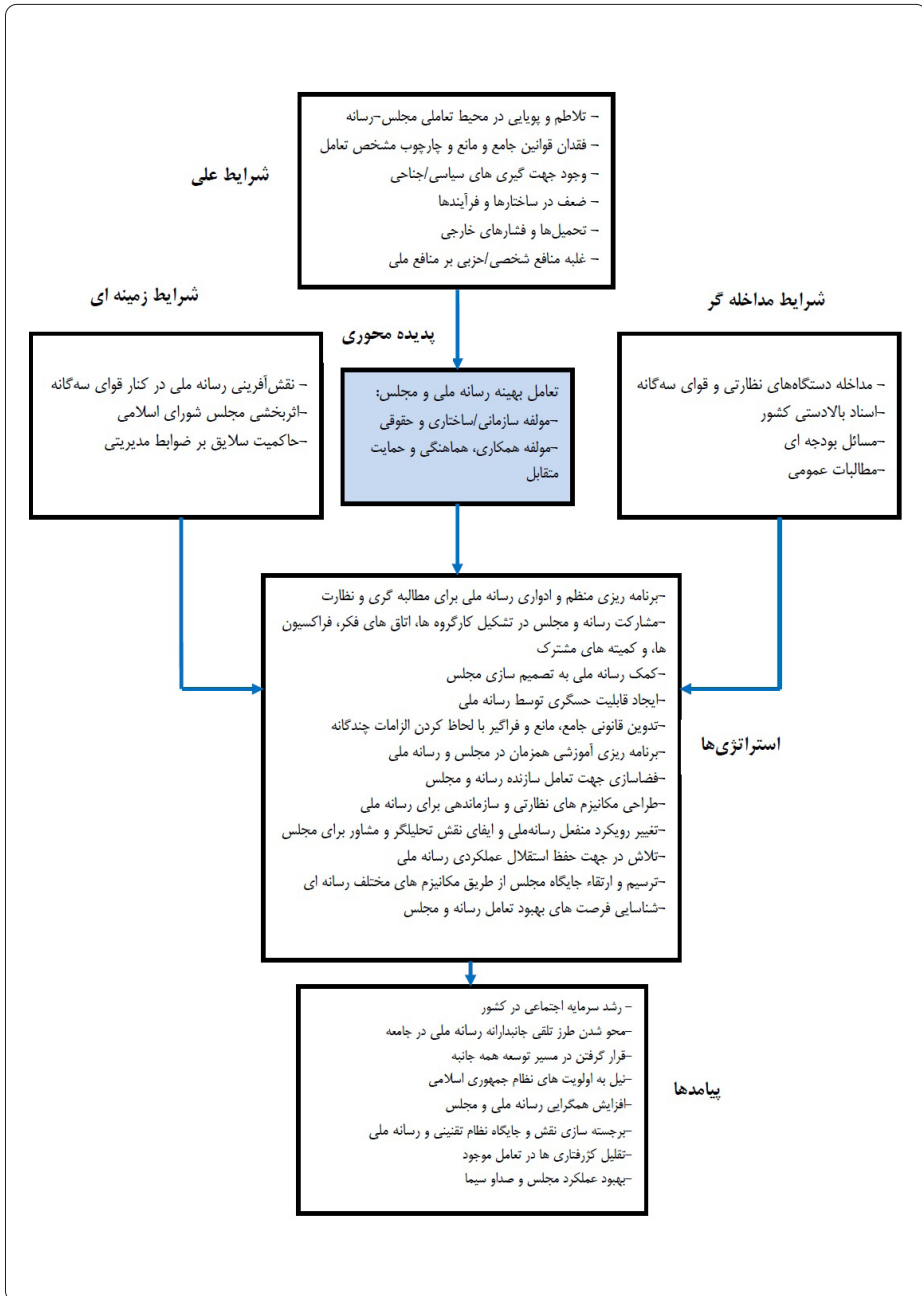 شرایط علی
– تلاطم و پویایی در محیط تعاملی مجلس–رسانه
– فقدان قوانین جامع و مانع و چارچوب مشخص تعامل
– وجود جهت گیری های سیاسی/جناحی
– ضعف در ساختارها و فرآیندها
– تحمیل‌ها و فشارهای خارجی
– غلبه منافع شخصی/حزبی بر منافع ملی
شرایط مداخله گر
– مداخله دستگاه‌های نظارتی و قوای سه‌گانه
–اسناد بالادستی کشور
–مسائل بودجه ای
–مطالبات عمومی
پدیده محوری
تعامل بهینه رسانه ملی و مجلس:
–مولفه سازمانی/ساختاری و حقوقی
–مولفه همکاری، هماهنگی و حمایت
متقابل
شرایط زمینه ای
– نقش‌آفرینی رسانه ملی در کنار قوای سه‌گانه
–اثربخشی مجلس شورای اسلامی
–حاکمیت سلایق بر ضوابط مدیریتی
استراتژی‌ها
–برنامه ریزی منظم و ادواری رسانه ملی برای مطالبه گری و نظارت
–مشارکت رسانه و مجلس در تشکیل کارگروه ها، اتاق های فکر، فراکسیون
ها، و کمیته های مشترک
–کمک رسانه ملی به تصمیم سازی مجلس
–ایجاد قابلیت حسگری توسط رسانه ملی
–تدوین قانونی جامع، مانع و فراگیر با لحاظ کردن الزامات چندگانه
–برنامه ریزی آموزشی همزمان در مجلس و رسانه ملی
–فضاسازی جهت تعامل سازنده رسانه و مجلس
–طراحی مکانیزم های نظارتی و سازماندهی برای رسانه ملی
–تغییر رویکرد منفعل رسانه‌ملی و ایفای نقش تحلیلگر و مشاور برای مجلس
–تلاش در جهت حفظ استقلال عملکردی رسانه ملی
–ترسیم و ارتقاء جایگاه مجلس از طریق مکانیزم های مختلف رسانه ای
–شناسایی فرصت های بهبود تعامل رسانه و مجلس
پیامدها
– رشد سرمایه اجتماعی در کشور
–محو شدن طرز تلقی جانبدارانه رسانه ملی در جامعه
–قرار گرفتن در مسیر توسعه همه جانبه
–نیل به اولویت های نظام جمهوری اسلامی
–افزایش همگرایی رسانه ملی و مجلس
–برجسته سازی نقش و جایگاه نظام تقنینی و رسانه ملی
–تقلیل کژرفتاری ها در تعامل موجود
–بهبود عملکرد مجلس و صداو سیما